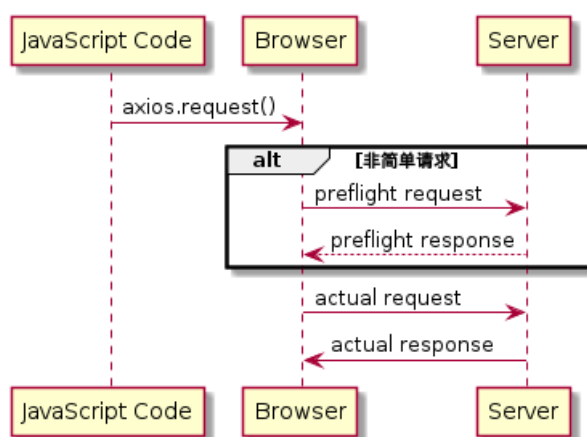 JavaScript Code Browser Server
axios.request()
alt [非简单请求]
preflight request
preflight response
actual request
actual response
JavaScript Code Browser Server